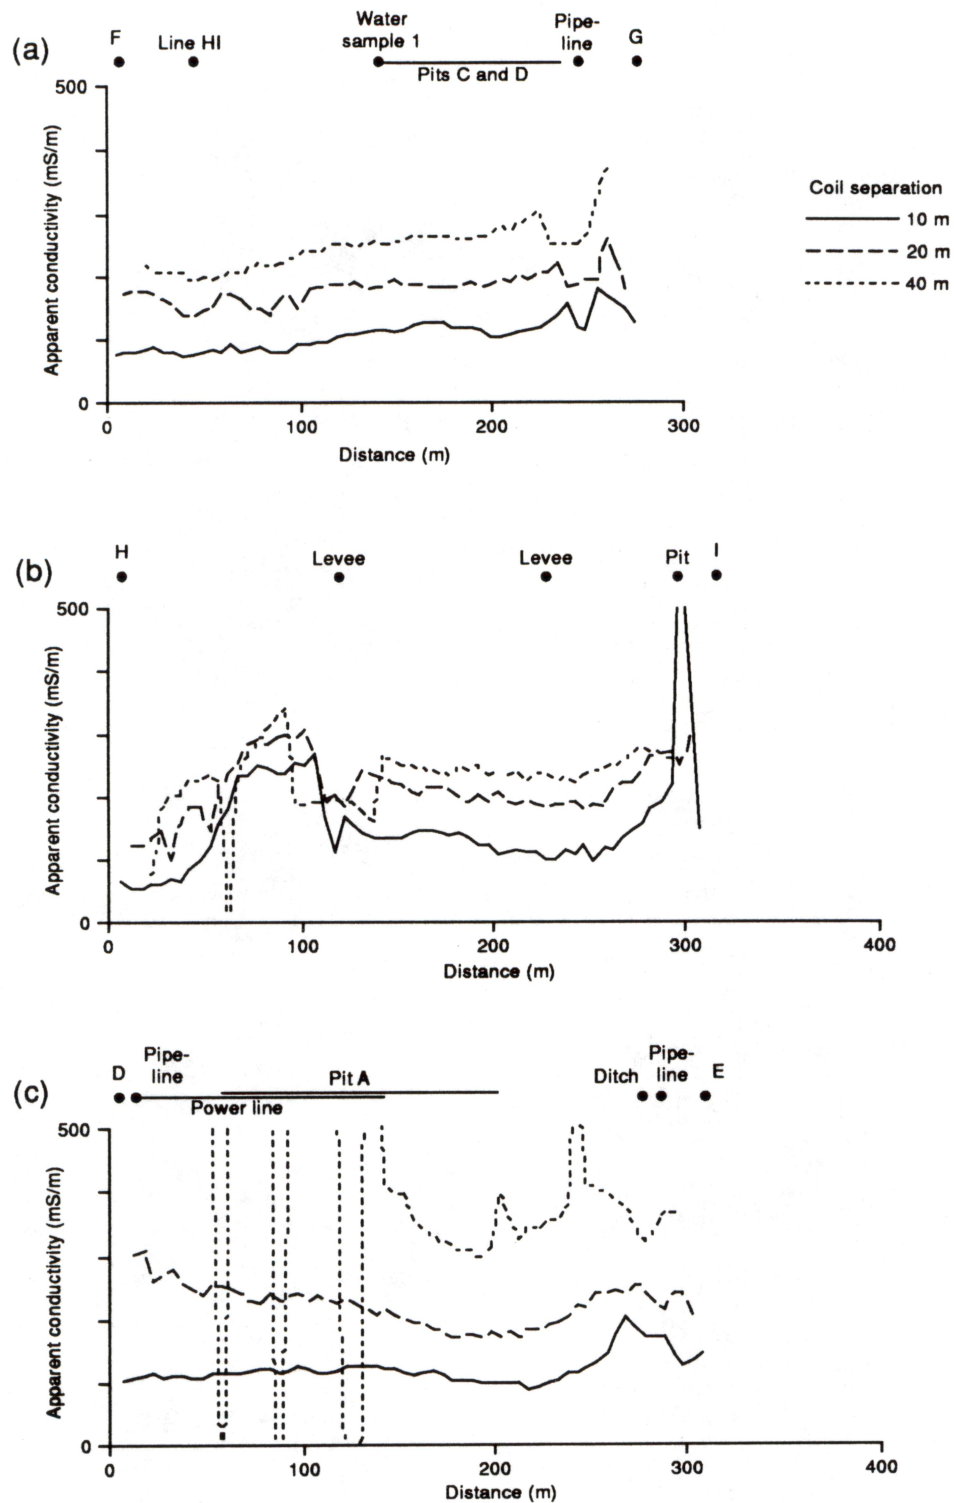 (a)
F
Line HI
Water
sample 1
Pits C and D
Pipe-
line
G
500
0
Apparent conductivity (mS/m)
0
100
200
300
Distance (m)
Coil separation
10 m
20 m
40 m
(b)
H
Levee
Levee
Pit
I
500
0
Apparent conductivity (mS/m)
0
100
200
300
400
Distance (m)
(c)
D
Pipe-
line
Power line
Pit A
Ditch
Pipe-
line
E
500
0
Apparent conductivity (mS/m)
0
100
200
300
400
Distance (m)